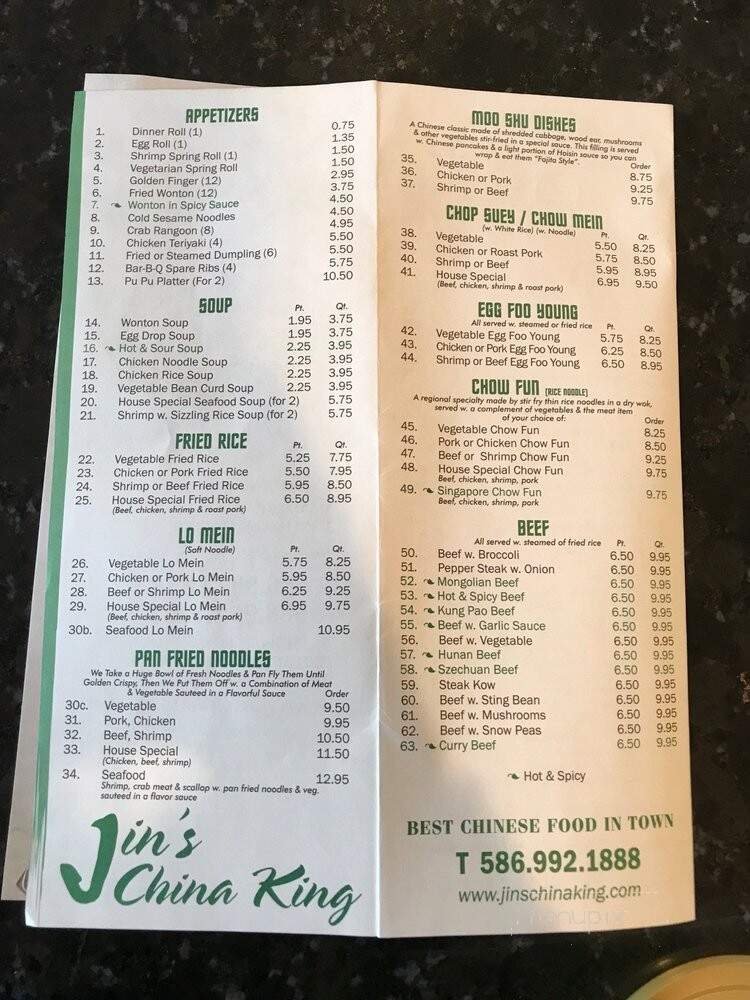 APPETIZERS
1. Dinner Roll (1) 0.75
2. Egg Roll (1) 1.35
3. Shrimp Spring Roll (1) 1.50
4. Vegetarian Spring Roll 1.50
5. Golden Finger (12) 2.95
6. Fried Wonton (12) 3.75
7. Wonton in Spicy Sauce 4.50
8. Cold Sesame Noodles 4.50
9. Crab Rangoon (8) 4.95
10. Chicken Teriyaki (4) 5.50
11. Fried or Steamed Dumpling (6) 5.50
12. Bar-B-Q Spare Ribs (4) 5.75
13. Pu Pu Platter (For 2) 10.50
SOUP
Pt. Qt.
14. Wonton Soup 1.95 3.75
15. Egg Drop Soup 1.95 3.75
16. Hot & Sour Soup 2.25 3.95
17. Chicken Noodle Soup 2.25 3.95
18. Chicken Rice Soup 2.25 3.95
19. Vegetable Bean Curd Soup 2.25 3.95
20. House Special Seafood Soup (for 2) 5.75
21. Shrimp w. Sizzling Rice Soup (for 2) 5.75
FRIED RICE
Pt. Qt.
22. Vegetable Fried Rice 5.25 7.75
23. Chicken or Pork Fried Rice 5.50 7.95
24. Shrimp or Beef Fried Rice 5.95 8.50
25. House Special Fried Rice 6.50 8.95
(Beef, chicken, shrimp & roast pork)
LO MEIN
(Soft Noodle) Pt. Qt.
26. Vegetable Lo Mein 5.75 8.25
27. Chicken or Pork Lo Mein 5.95 8.50
28. Beef or Shrimp Lo Mein 6.25 9.25
29. House Special Lo Mein 6.95 9.75
(Beef, chicken, shrimp & roast pork)
30b. Seafood Lo Mein 10.95
PAN FRIED NOODLES
We Take a Huge Bowl of Fresh Noodles & Pan Fly Them Until
Golden Crispy, Then We Put Them Off w. a Combination of Meat
& Vegetable Sauteed in a Flavorful Sauce Order
30c. Vegetable 9.50
31. Pork, Chicken 9.95
32. Beef, Shrimp 10.50
33. House Special 11.50
(Chicken, beef, shrimp)
34. Seafood 12.95
Shrimp, crab meat & scallop w. pan fried noodles & veg.
sauteed in a flavor sauce
Jin's
China King
MOO SHU DISHES
A Chinese classic made of shredded cabbage, wood ear, mushrooms
& other vegetables stir-fried in a special sauce. This filling is served
w. Chinese pancakes & a light portion of Hoisin sauce so you can
wrap & eat them "Fajita Style". Order
35. Vegetable 8.75
36. Chicken or Pork 9.25
37. Shrimp or Beef 9.75
CHOP SUEY / CHOW MEIN
(w. White Rice) (w. Noodle) Pt. Qt.
38. Vegetable 5.50 8.25
39. Chicken or Roast Pork 5.75 8.50
40. Shrimp or Beef 5.95 8.95
41. House Special 6.95 9.50
(Beef, chicken, shrimp & roast pork)
EGG FOO YOUNG
All served w. steamed or fried rice Pt. Qt.
42. Vegetable Egg Foo Young 5.75 8.25
43. Chicken or Pork Egg Foo Young 6.25 8.50
44. Shrimp or Beef Egg Foo Young 6.50 8.95
CHOW FUN (RICE NOODLE)
A regional specialty made by stir fry thin rice noodles in a dry wok,
served w. a complement of vegetables & the meat item
of your choice of: Order
45. Vegetable Chow Fun 8.25
46. Pork or Chicken Chow Fun 8.50
47. Beef or Shrimp Chow Fun 9.25
48. House Special Chow Fun 9.75
Beef, chicken, shrimp, pork
49. Singapore Chow Fun 9.75
Beef, chicken, shrimp, pork
BEEF
All served w. steamed of fried rice Pt. Qt.
50. Beef w. Broccoli 6.50 9.95
51. Pepper Steak w. Onion 6.50 9.95
52. Mongolian Beef 6.50 9.95
53. Hot & Spicy Beef 6.50 9.95
54. Kung Pao Beef 6.50 9.95
55. Beef w. Garlic Sauce 6.50 9.95
56. Beef w. Vegetable 6.50 9.95
57. Hunan Beef 6.50 9.95
58. Szechuan Beef 6.50 9.95
59. Steak Kow 6.50 9.95
60. Beef w. Sting Bean 6.50 9.95
61. Beef w. Mushrooms 6.50 9.95
62. Beef w. Snow Peas 6.50 9.95
63. Curry Beef 6.50 9.95
Hot & Spicy
BEST CHINESE FOOD IN TOWN
T 586.992.1888
www.jinschinaking.com